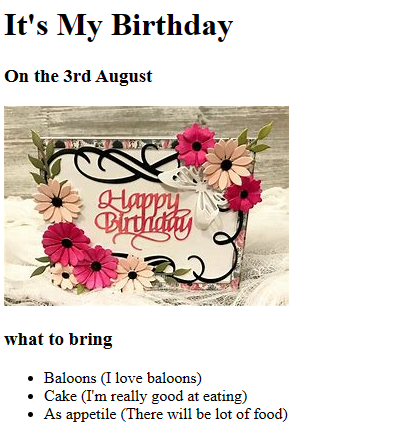 It's My Birthday
On the 3rd August
Happy
Birthday
what to bring
Baloons (I love baloons)
Cake (I'm really good at eating)
As appetile (There will be lot of food)